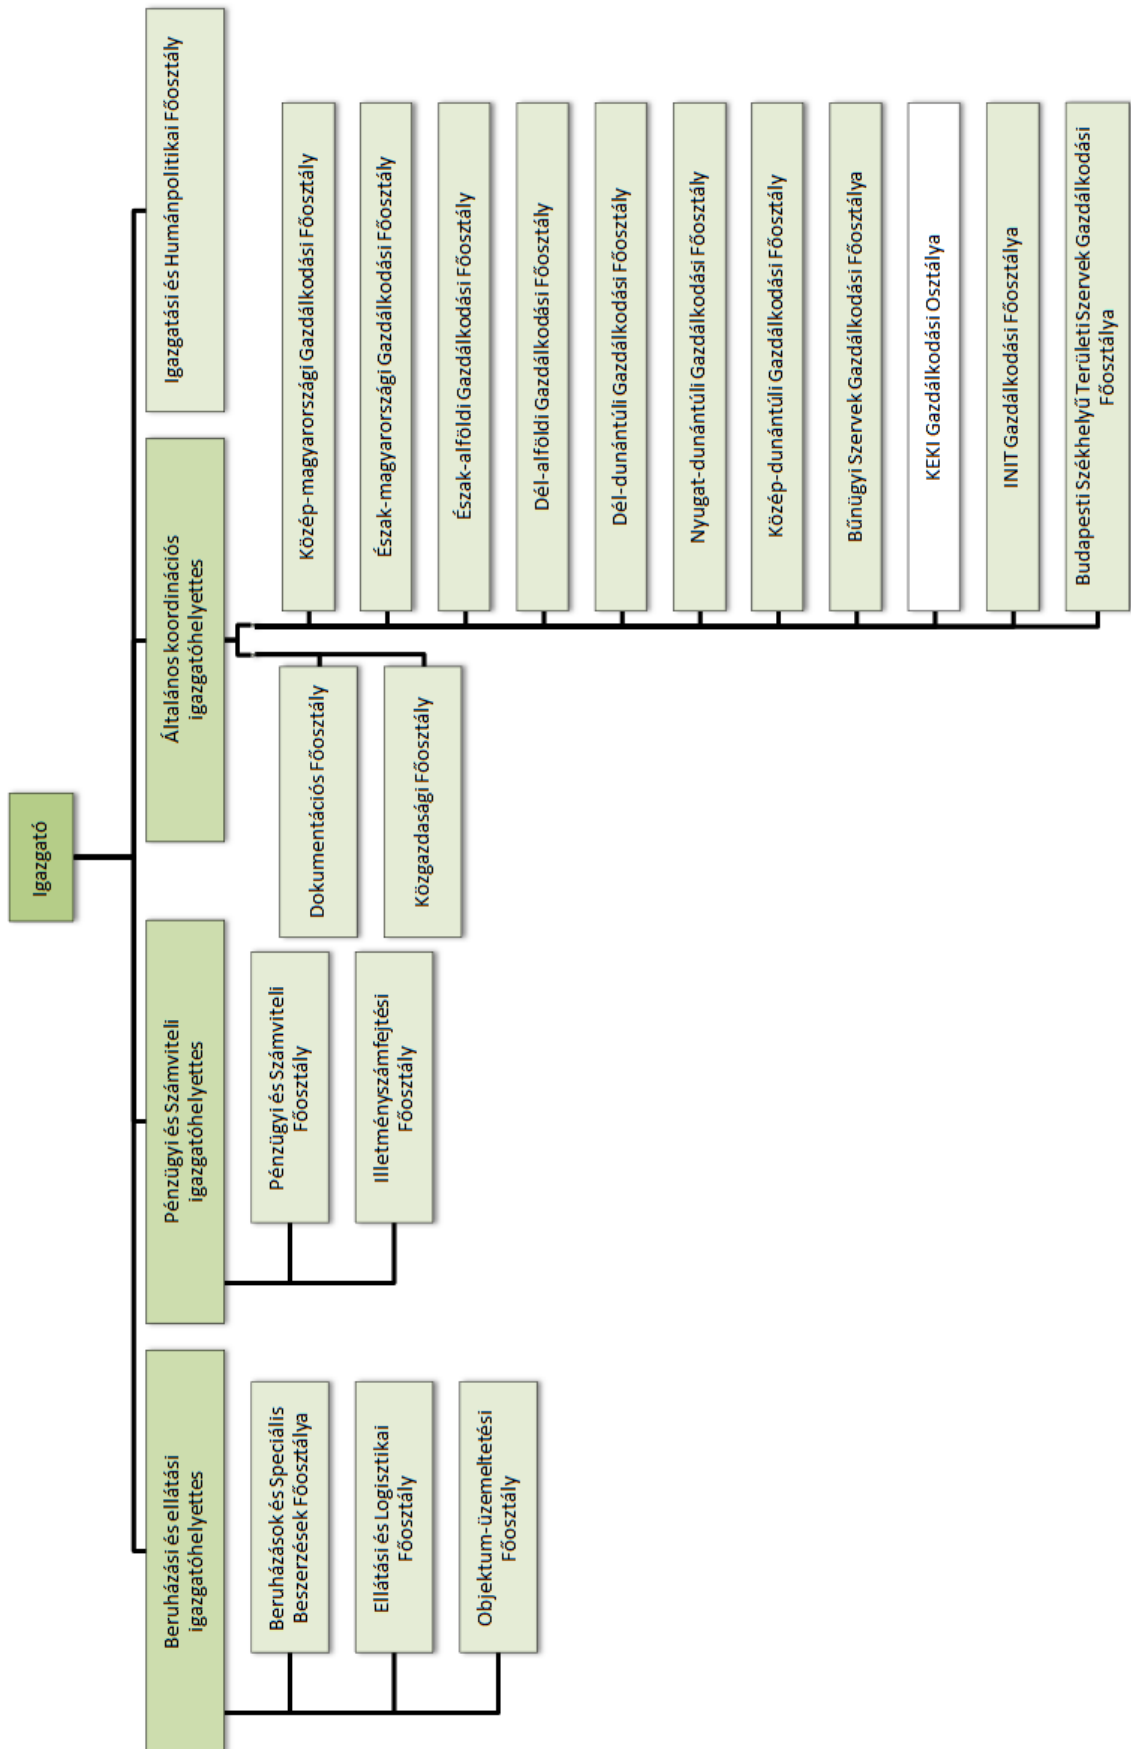 Igazgató
Beruházási és ellátási
igazgatóhelyettes
Pénzügyi és Számviteli
igazgatóhelyettes
Általános koordinációs
igazgatóhelyettes
Igazgatási és Humánpolitikai Főosztály
Beruházások és Speciális
Beszerzések Főosztálya
Ellátási és Logisztikai
Főosztály
Objektum-üzemeltetési
Főosztály
Pénzügyi és Számviteli
Főosztály
Illetményszámfejtési
Főosztály
Dokumentációs Főosztály
Közgazdasági Főosztály
Közép-magyarországi Gazdálkodási Főosztály
Észak-magyarországi Gazdálkodási Főosztály
Észak-alföldi Gazdálkodási Főosztály
Dél-alföldi Gazdálkodási Főosztály
Dél-dunántúli Gazdálkodási Főosztály
Nyugat-dunántúli Gazdálkodási Főosztály
Közép-dunántúli Gazdálkodási Főosztály
Bűnügyi Szervek Gazdálkodási Főosztálya
KEKI Gazdálkodási Osztálya
INIT Gazdálkodási Főosztálya
Budapesti Székhelyű Területi Szervek Gazdálkodási
Főosztálya